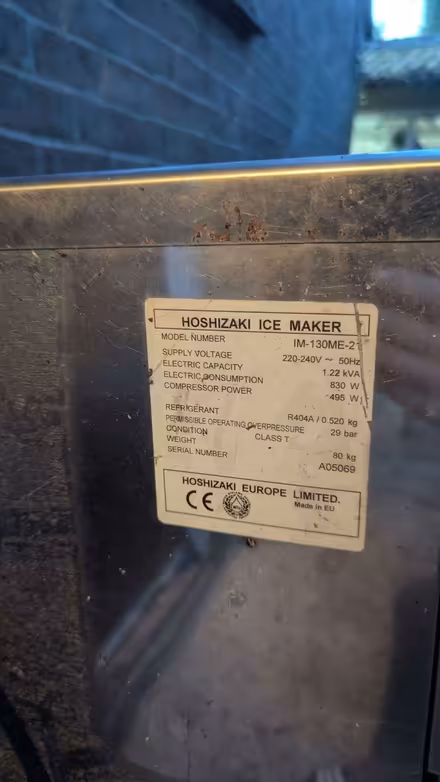 HOSHIZAKI ICE MAKER
MODEL NUMBER IM-130ME-21
SUPPLY VOLTAGE 220-240V ~ 50Hz
ELECTRIC CAPACITY 1.22 kVA
ELECTRIC CONSUMPTION 830 W
COMPRESSOR POWER 495 W
REFRIGERANT R404A / 0.520 kg
PERMISSIBLE OPERATING OVERPRESSURE 29 bar
CONDITION CLASS T
WEIGHT 80 kg
SERIAL NUMBER A05069
HOSHIZAKI EUROPE LIMITED.
CE Made in EU